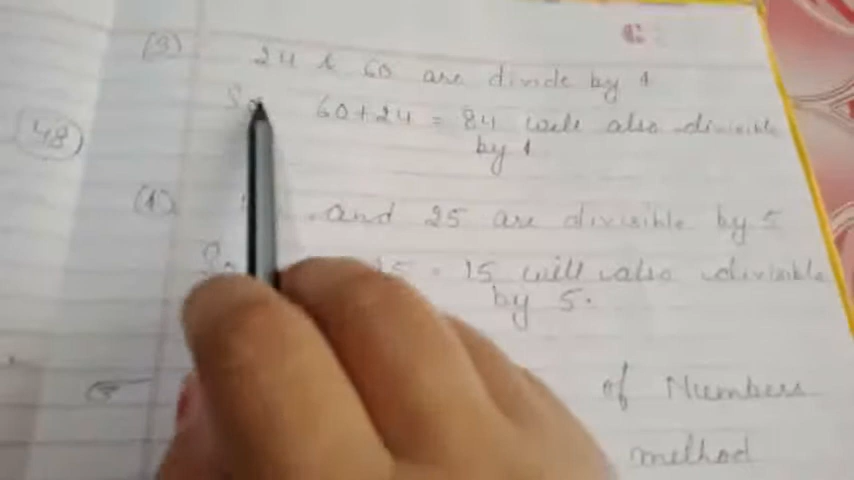 (3) 24 & 60 are divide by 4
So 60+24 = 84 will also divisible
by 4
48
(4) and 25 are divisible by 5
15 will also divisible
by 5.
of Numbers
method